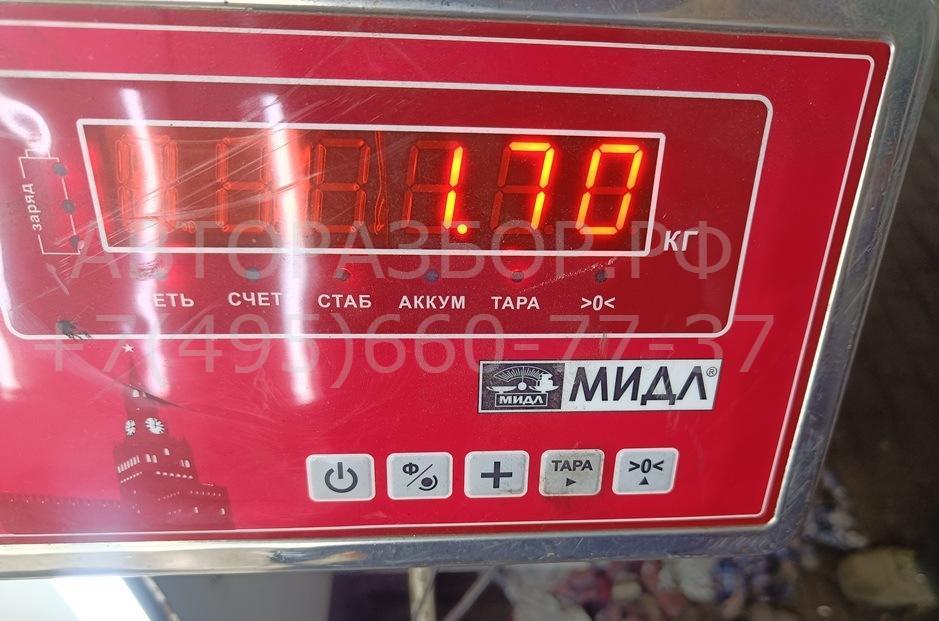 заряд
1.70
кг
АВТОРАЗБОР.РФ
СЕТЬ СЧЕТ СТАБ АККУМ ТАРА >0<
+7(495)660-77-37
МИДЛ МИДЛ®
Ф ТАРА >0<